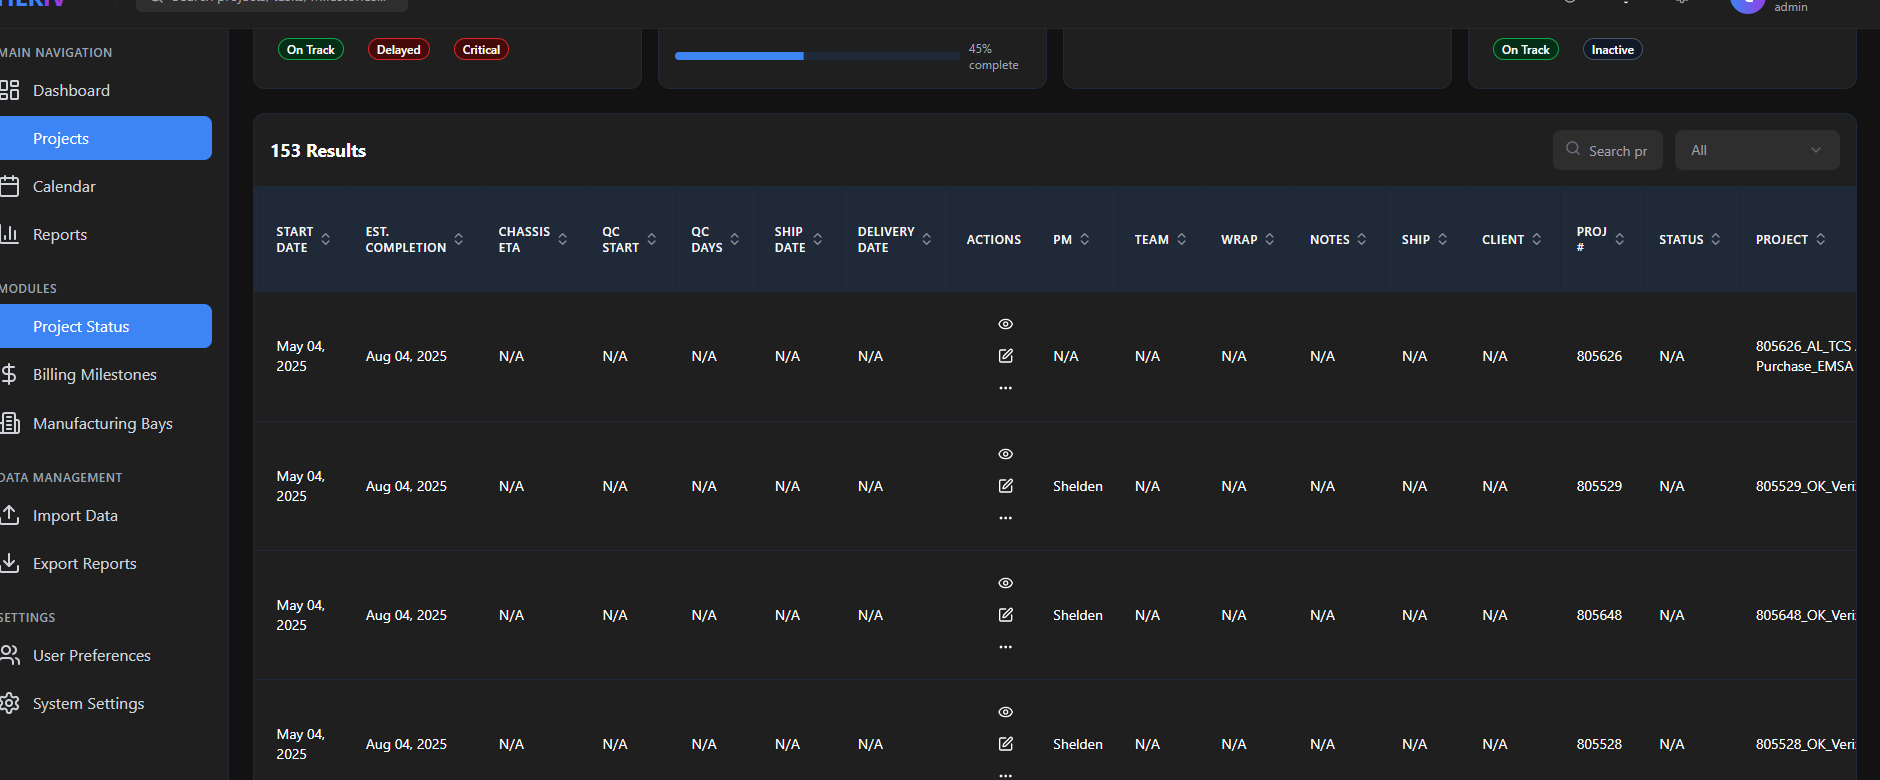 admin
MAIN NAVIGATION
Dashboard
Projects
Calendar
Reports
MODULES
Project Status
Billing Milestones
Manufacturing Bays
DATA MANAGEMENT
Import Data
Export Reports
SETTINGS
User Preferences
System Settings
On Track Delayed Critical
45%
complete
On Track Inactive
153 Results
Search pr
All
START DATE EST. COMPLETION CHASSIS ETA QC START QC DAYS SHIP DATE DELIVERY DATE ACTIONS PM TEAM WRAP NOTES SHIP CLIENT PROJ # STATUS PROJECT
May 04, 2025 Aug 04, 2025 N/A N/A N/A N/A N/A N/A N/A N/A N/A N/A N/A 805626 N/A 805626_AL_TCS Purchase_EMSA
May 04, 2025 Aug 04, 2025 N/A N/A N/A N/A N/A Shelden N/A N/A N/A N/A N/A 805529 N/A 805529_OK_Veri
May 04, 2025 Aug 04, 2025 N/A N/A N/A N/A N/A Shelden N/A N/A N/A N/A N/A 805648 N/A 805648_OK_Veri
May 04, 2025 Aug 04, 2025 N/A N/A N/A N/A N/A Shelden N/A N/A N/A N/A N/A 805528 N/A 805528_OK_Veri